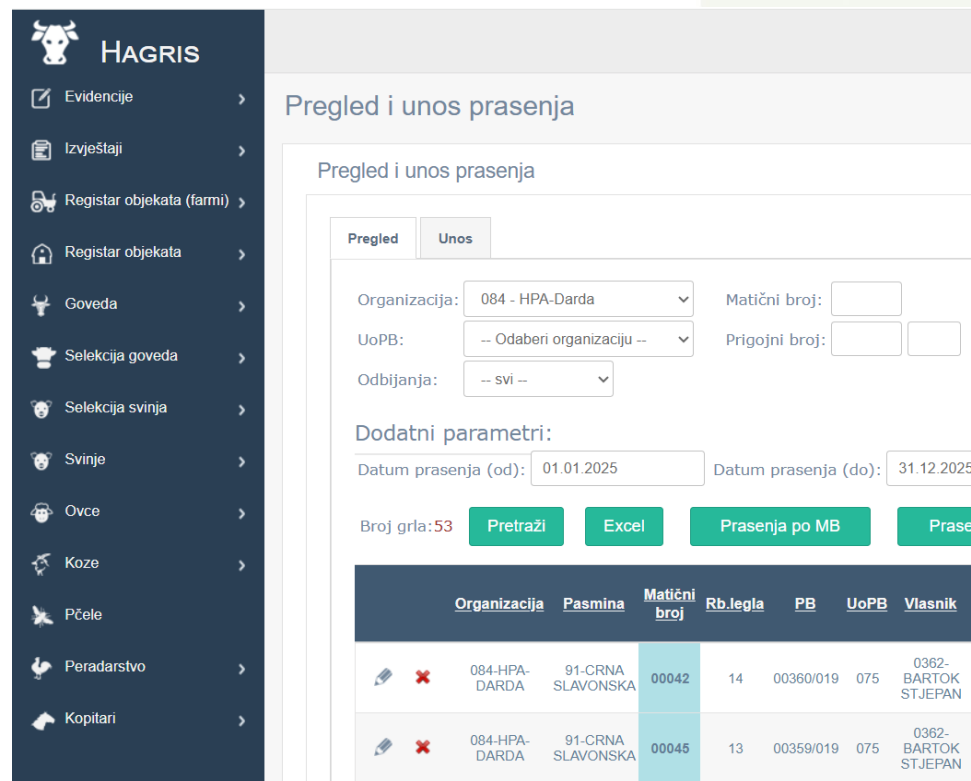 HAGRIS
Evidencije
Izvještaji
Registar objekata (farmi)
Registar objekata
Goveda
Selekcija goveda
Selekcija svinja
Svinje
Ovce
Koze
Pčele
Peradarstvo
Kopitari
Pregled i unos prasenja
Pregled i unos prasenja
Pregled Unos
Organizacija: 084 - HPA-Darda Matični broj:
UoPB: -- Odaberi organizaciju -- Prigojni broj:
Odbijanja: -- svi --
Dodatni parametri:
Datum prasenja (od): 01.01.2025 Datum prasenja (do): 31.12.2025
Broj grla: 53 Pretraži Excel Prasenja po MB Prase
Organizacija Pasmina Matični broj Rb.legla PB UoPB Vlasnik
084-HPA-DARDA 91-CRNA SLAVONSKA 00042 14 00360/019 075 0362-BARTOK STJEPAN
084-HPA-DARDA 91-CRNA SLAVONSKA 00045 13 00359/019 075 0362-BARTOK STJEPAN